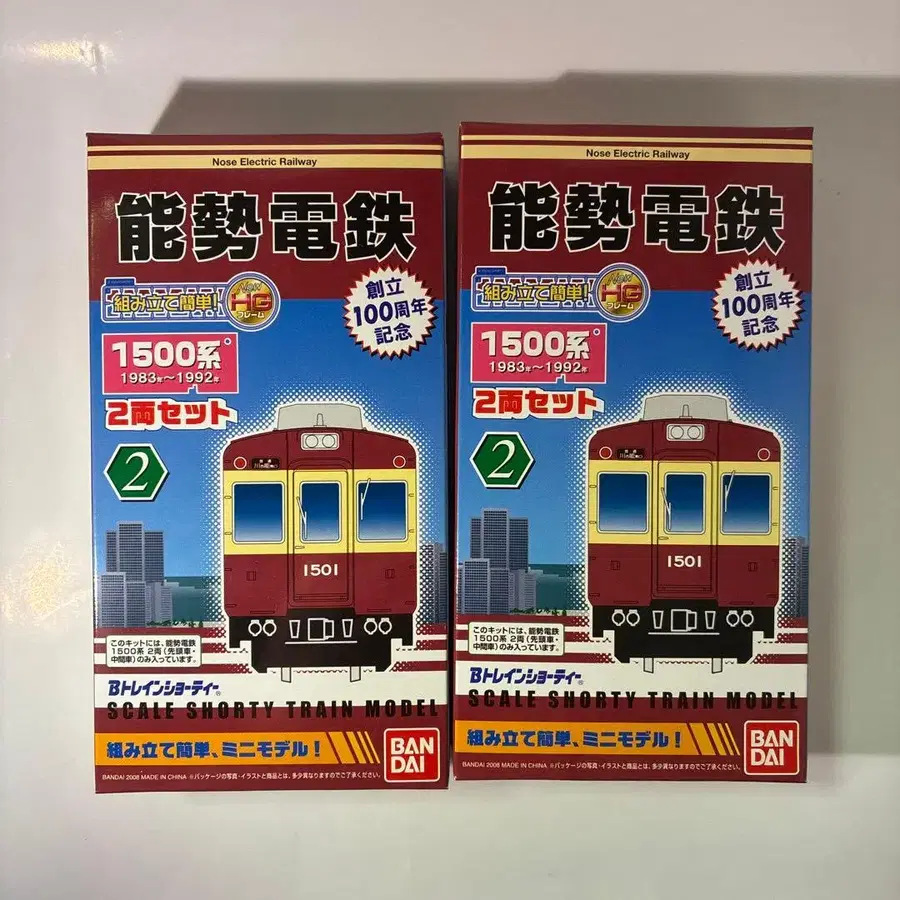 Nose Electric Railway
能勢電鉄
組み立て簡単!
New
HG
フレーム
創立
100周年
記念
1500系
1983年〜1992年
2両セット
2
1501
このキットには、能勢電鉄
1500系 2両(先頭車・
中間車)のみ入っています。
Bトレインショーティー®
SCALE SHORTY TRAIN MODEL
組み立て簡単、ミニモデル!
BAN
DAI
BANDAI 2008 MADE IN CHINA ※パッケージの写真・イラストと商品とは、多少異なりますのでご了承ください。
Nose Electric Railway
能勢電鉄
組み立て簡単!
New
HG
フレーム
創立
100周年
記念
1500系
1983年〜1992年
2両セット
2
1501
このキットには、能勢電鉄
1500系 2両(先頭車・
中間車)のみ入っています。
Bトレインショーティー®
SCALE SHORTY TRAIN MODEL
組み立て簡単、ミニモデル!
BAN
DAI
BANDAI 2008 MADE IN CHINA ※パッケージの写真・イラストと商品とは、多少異なりますのでご了承ください。